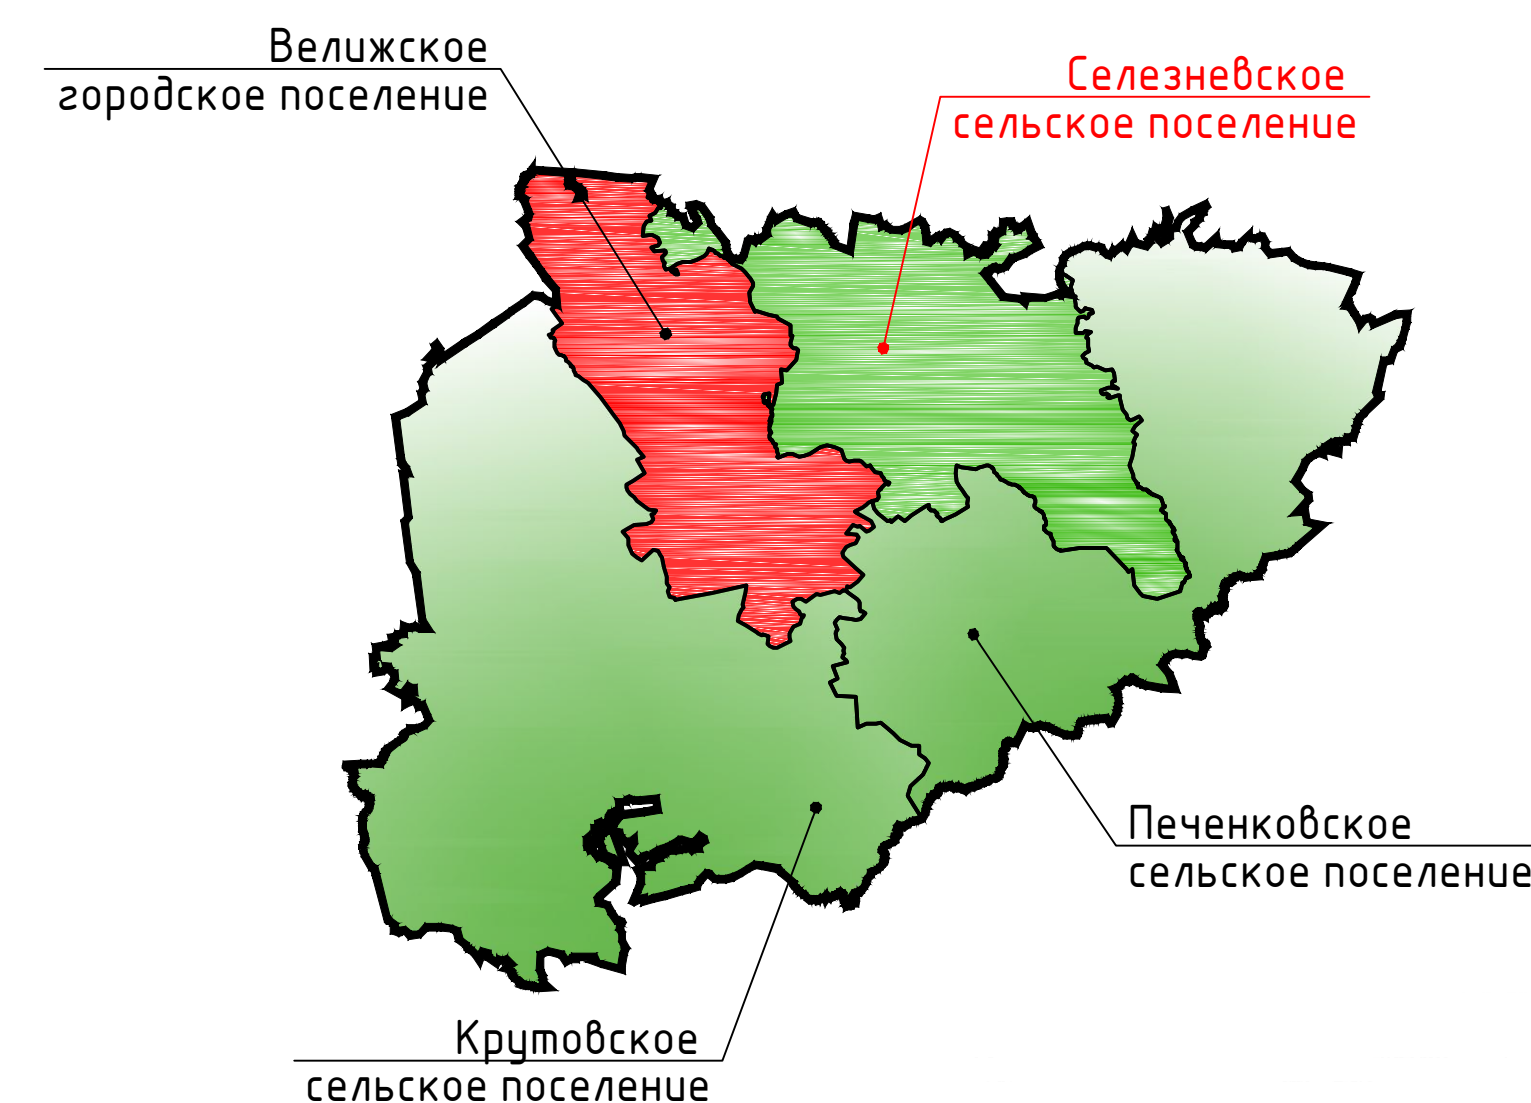 Велижское
городское поселение
Селезневское
сельское поселение
Печенковское
сельское поселение
Крутовское
сельское поселение